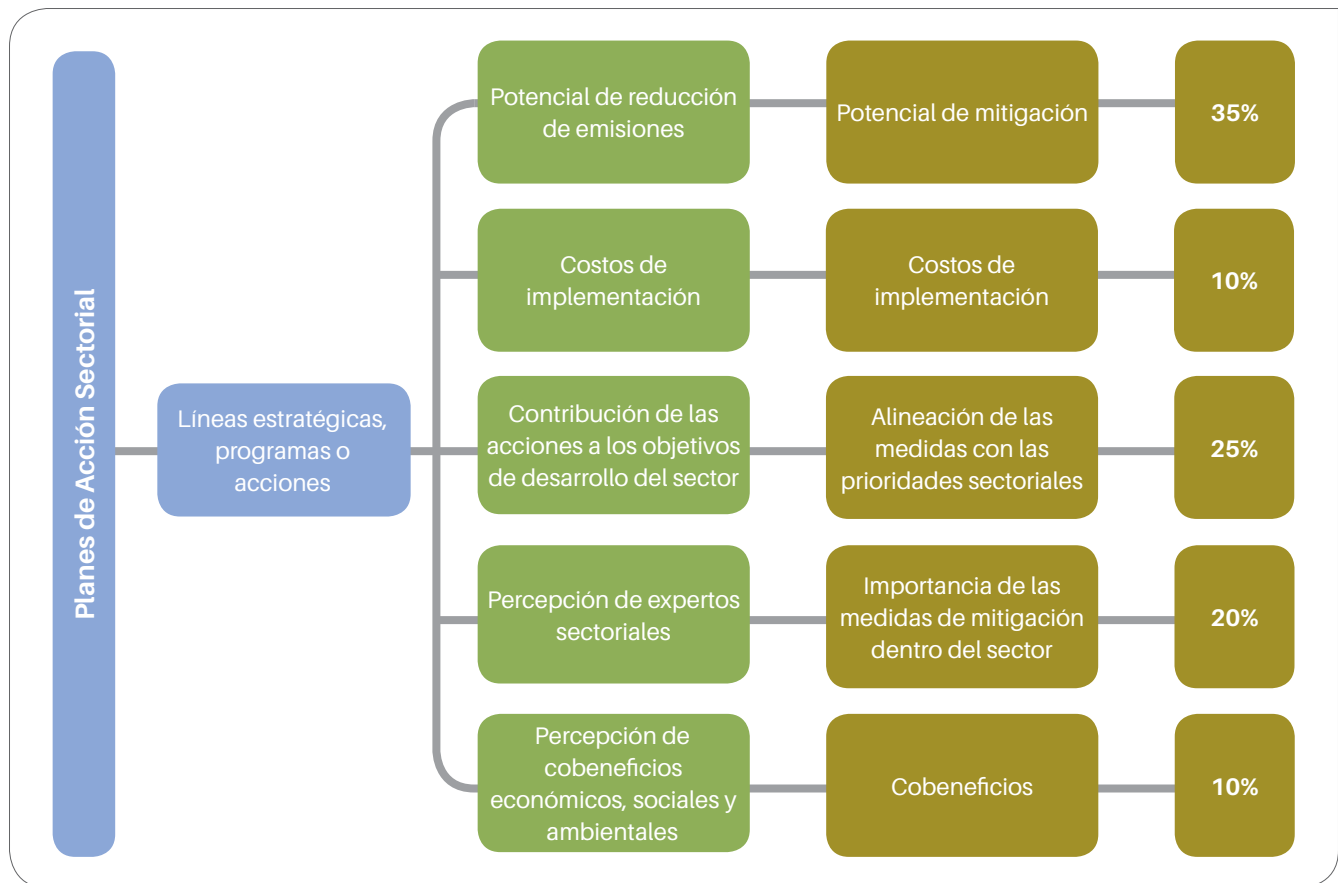 Planes de Acción Sectorial
Líneas estratégicas,
programas o
acciones
Potencial de reducción
de emisiones
Potencial de mitigación
35%
Costos de
implementación
Costos de
implementación
10%
Contribución de las
acciones a los objetivos
de desarrollo del sector
Alineación de las
medidas con las
prioridades sectoriales
25%
Percepción de expertos
sectoriales
Importancia de las
medidas de mitigación
dentro del sector
20%
Percepción de
cobeneficios
económicos, sociales y
ambientales
Cobeneficios
10%